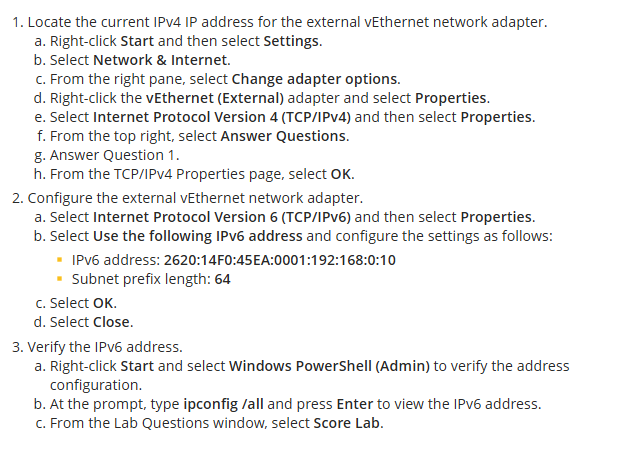 1. Locate the current IPv4 IP address for the external vEthernet network adapter.
a. Right-click Start and then select Settings.
b. Select Network & Internet.
c. From the right pane, select Change adapter options.
d. Right-click the vEthernet (External) adapter and select Properties.
e. Select Internet Protocol Version 4 (TCP/IPv4) and then select Properties.
f. From the top right, select Answer Questions.
g. Answer Question 1.
h. From the TCP/IPv4 Properties page, select OK.
2. Configure the external vEthernet network adapter.
a. Select Internet Protocol Version 6 (TCP/IPv6) and then select Properties.
b. Select Use the following IPv6 address and configure the settings as follows:
▪ IPv6 address: 2620:14F0:45EA:0001:192:168:0:10
▪ Subnet prefix length: 64
c. Select OK.
d. Select Close.
3. Verify the IPv6 address.
a. Right-click Start and select Windows PowerShell (Admin) to verify the address
configuration.
b. At the prompt, type ipconfig /all and press Enter to view the IPv6 address.
c. From the Lab Questions window, select Score Lab.